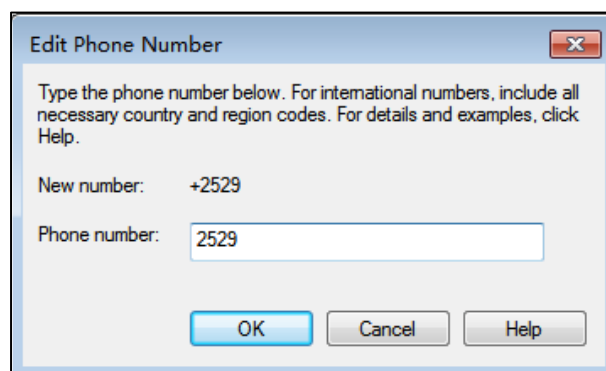 Edit Phone Number
Type the phone number below. For international numbers, include all
necessary country and region codes. For details and examples, click
Help.
New number: +2529
Phone number: 2529
OK Cancel Help